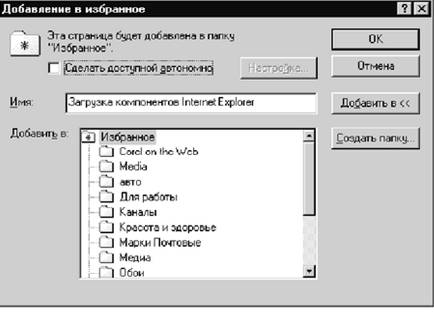 Добавление в избранное
Эта страница будет добавлена в папку
"Избранное".
Сделать доступной автономно
Настройка...
OK
Отмена
Имя:
Загрузка компонентов Internet Explorer
Добавить в <<
Добавить в:
Создать папку...
Избранное
Corel on the Web
Media
авто
Для работы
Каналы
Красота и здоровье
Марки Почтовые
Медиа
Обои